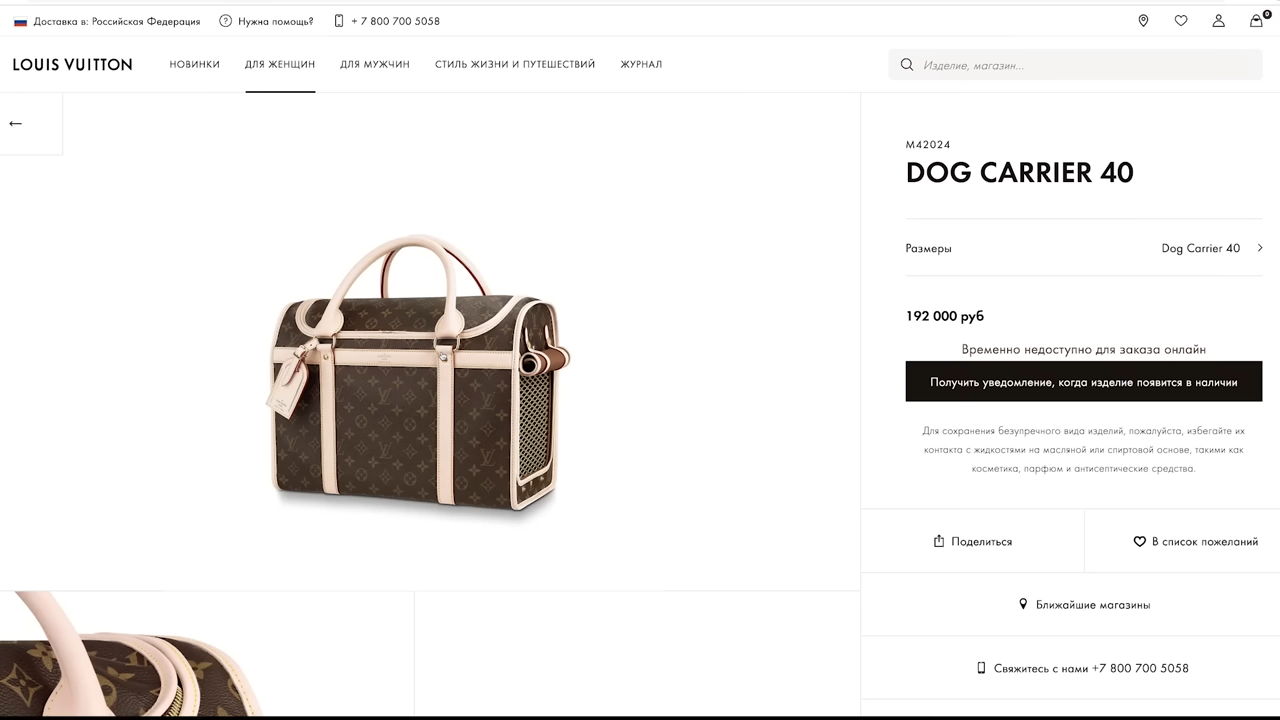 Доставка в: Российская Федерация
Нужна помощь?
+ 7 800 700 5058
0
LOUIS VUITTON
НОВИНКИ
ДЛЯ ЖЕНЩИН
ДЛЯ МУЖЧИН
СТИЛЬ ЖИЗНИ И ПУТЕШЕСТВИЙ
ЖУРНАЛ
Изделие, магазин...
M42024
DOG CARRIER 40
Размеры
Dog Carrier 40
192 000 руб
Временно недоступно для заказа онлайн
Получить уведомление, когда изделие появится в наличии
Для сохранения безупречного вида изделий, пожалуйста, избегайте их
контакта с жидкостями на масляной или спиртовой основе, такими как
косметика, парфюм и антисептические средства.
Поделиться
В список пожеланий
Ближайшие магазины
Свяжитесь с нами +7 800 700 5058